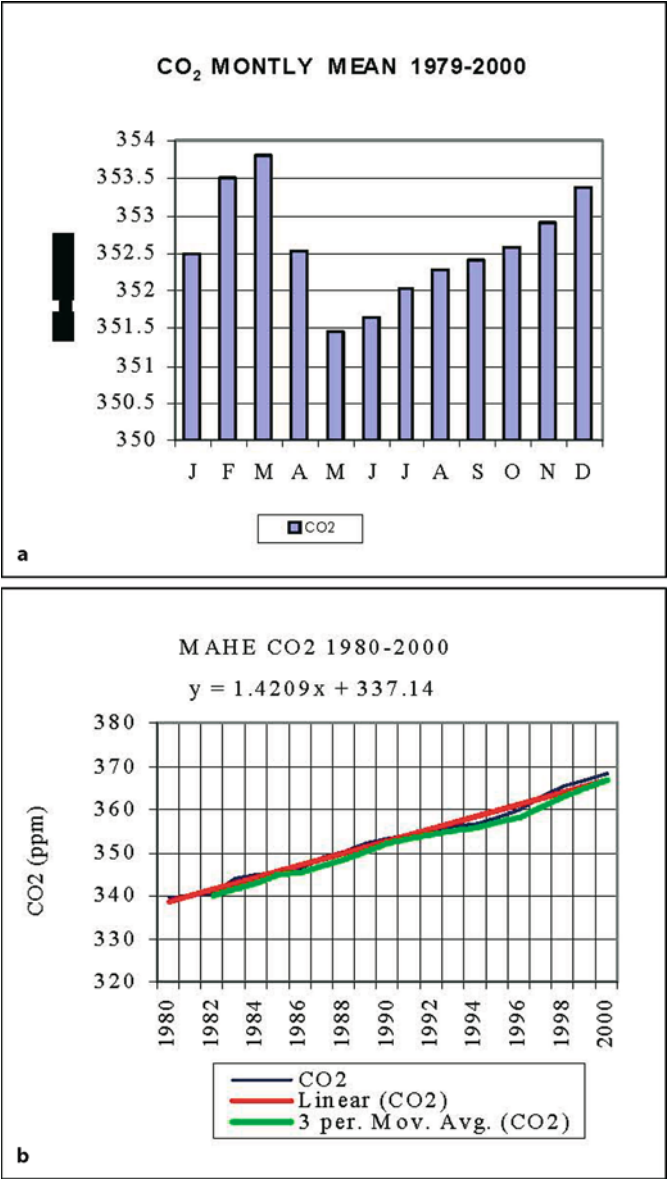 CO2 MONTLY MEAN 1979-2000
354
353.5
353
352.5
352
351.5
351
350.5
350
J F M A M J J A S O N D
CO2
a
MAHE CO2 1980-2000
y = 1.4209x + 337.14
380
370
360
350
340
330
320
CO2 (ppm)
1980 1982 1984 1986 1988 1990 1992 1994 1996 1998 2000
CO2
Linear (CO2)
3 per. Mov. Avg. (CO2)
b